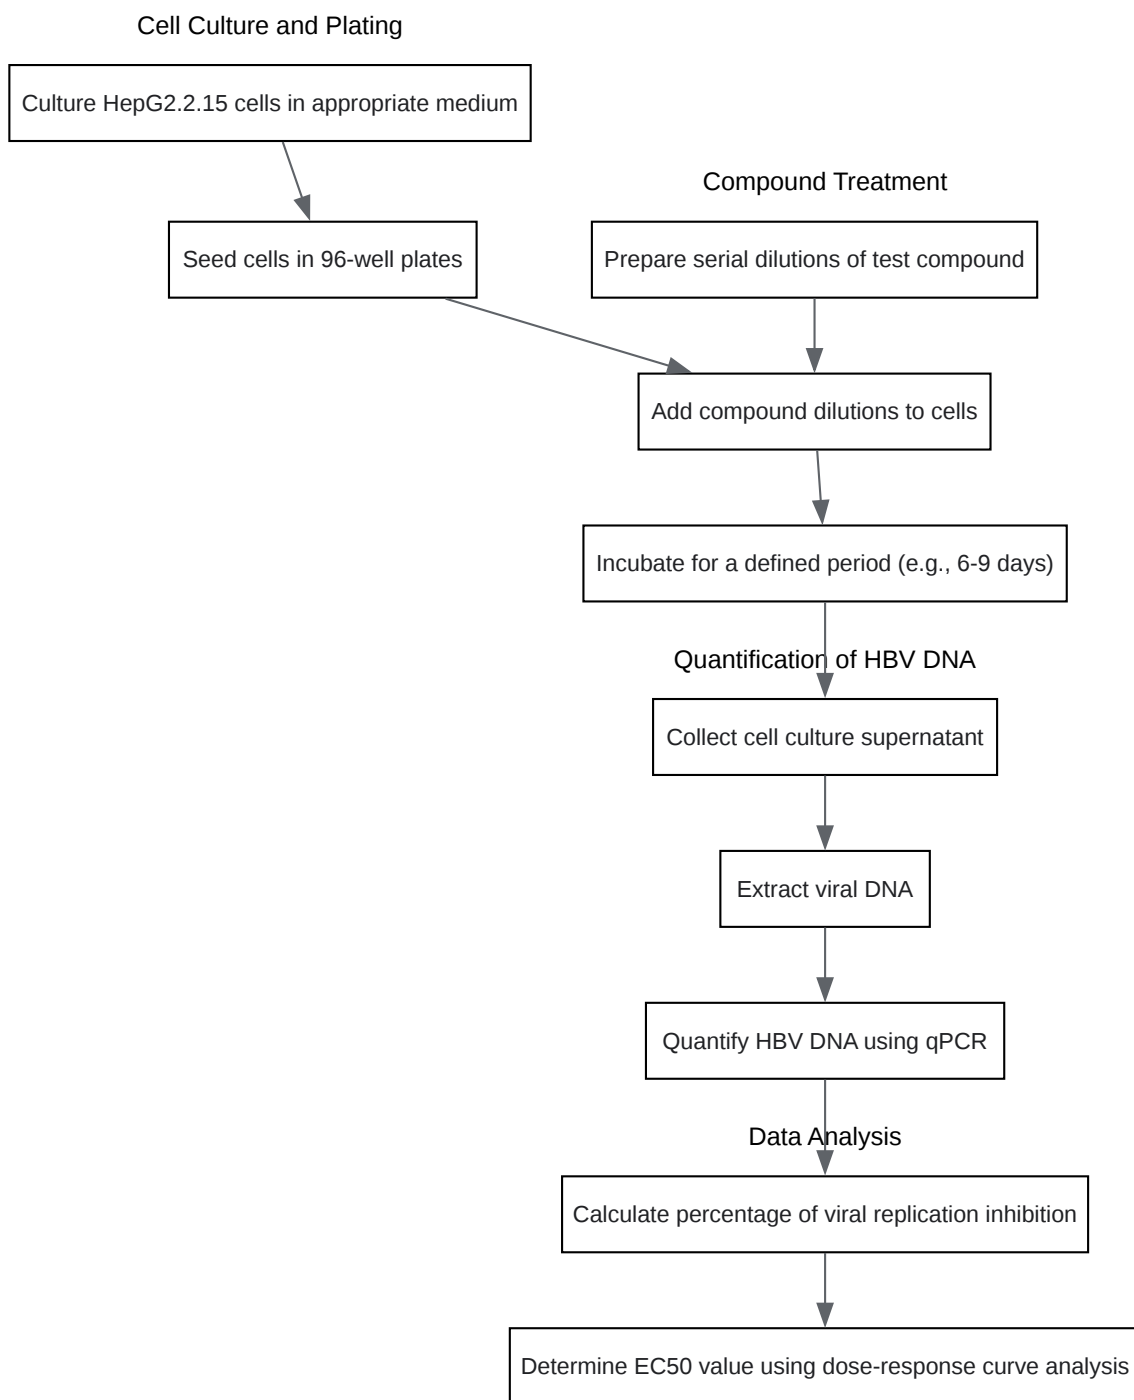 Cell Culture and Plating
Culture HepG2.2.15 cells in appropriate medium
Compound Treatment
Seed cells in 96-well plates
Prepare serial dilutions of test compound
Add compound dilutions to cells
Incubate for a defined period (e.g., 6-9 days)
Quantification of HBV DNA
Collect cell culture supernatant
Extract viral DNA
Quantify HBV DNA using qPCR
Data Analysis
Calculate percentage of viral replication inhibition
Determine EC50 value using dose-response curve analysis